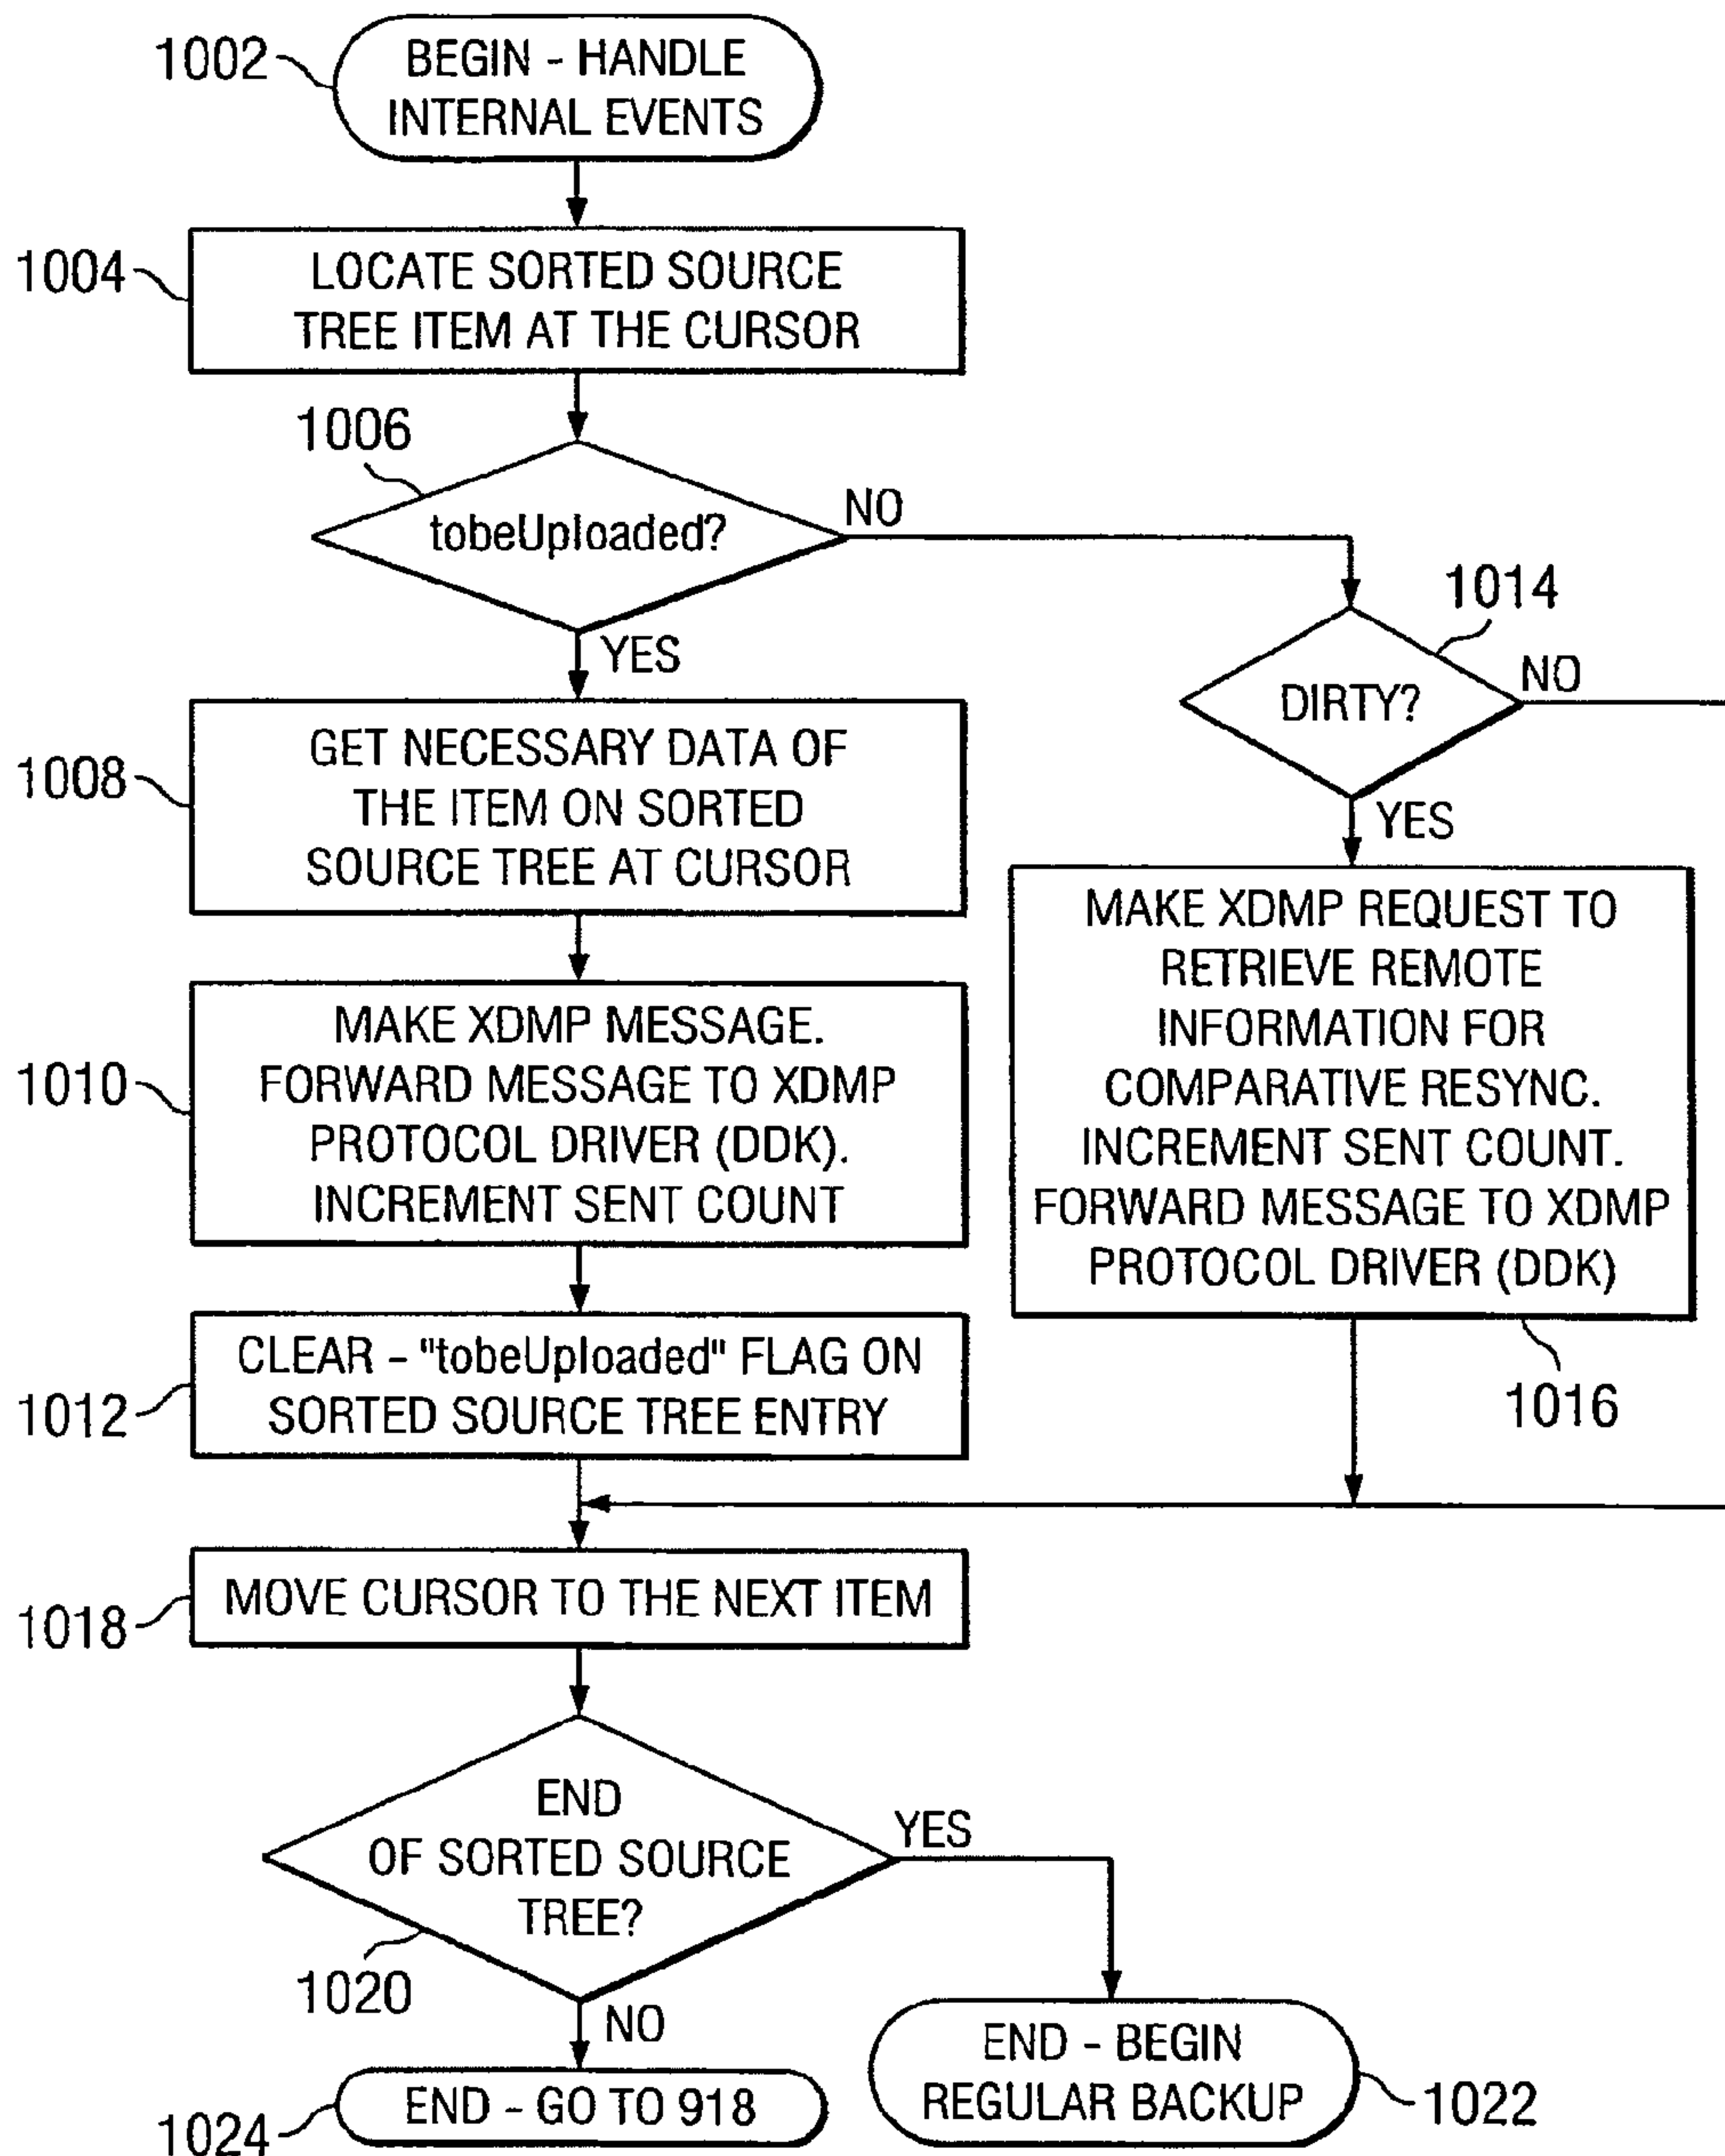 1002
BEGIN - HANDLE
INTERNAL EVENTS
1004
LOCATE SORTED SOURCE
TREE ITEM AT THE CURSOR
1006
tobeUploaded?
NO
YES
1014
DIRTY?
NO
YES
1008
GET NECESSARY DATA OF
THE ITEM ON SORTED
SOURCE TREE AT CURSOR
1010
MAKE XDMP MESSAGE.
FORWARD MESSAGE TO XDMP
PROTOCOL DRIVER (DDK).
INCREMENT SENT COUNT
MAKE XDMP REQUEST TO
RETRIEVE REMOTE
INFORMATION FOR
COMPARATIVE RESYNC.
INCREMENT SENT COUNT.
FORWARD MESSAGE TO XDMP
PROTOCOL DRIVER (DDK)
1016
1012
CLEAR - "tobeUploaded" FLAG ON
SORTED SOURCE TREE ENTRY
1018
MOVE CURSOR TO THE NEXT ITEM
END
OF SORTED SOURCE
TREE?
1020
YES
NO
END - BEGIN
REGULAR BACKUP
1022
1024
END - GO TO 918